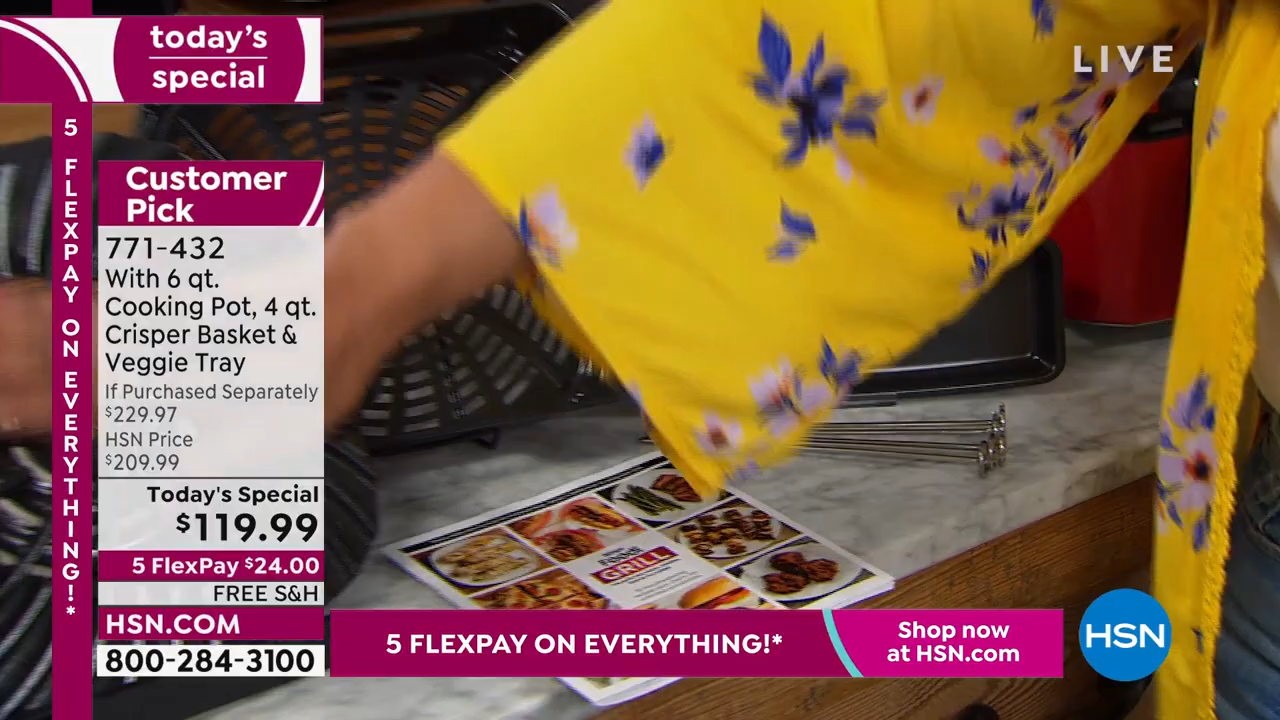 today's
special
LIVE
5 FLEXPAY ON EVERYTHING!*
Customer
Pick
771-432
With 6 qt.
Cooking Pot, 4 qt.
Crisper Basket &
Veggie Tray
If Purchased Separately
$229.97
HSN Price
$209.99
Today's Special
$119.99
5 FlexPay $24.00
FREE S&H
HSN.COM
800-284-3100
GRILL
5 FLEXPAY ON EVERYTHING!*
Shop now
at HSN.com
HSN